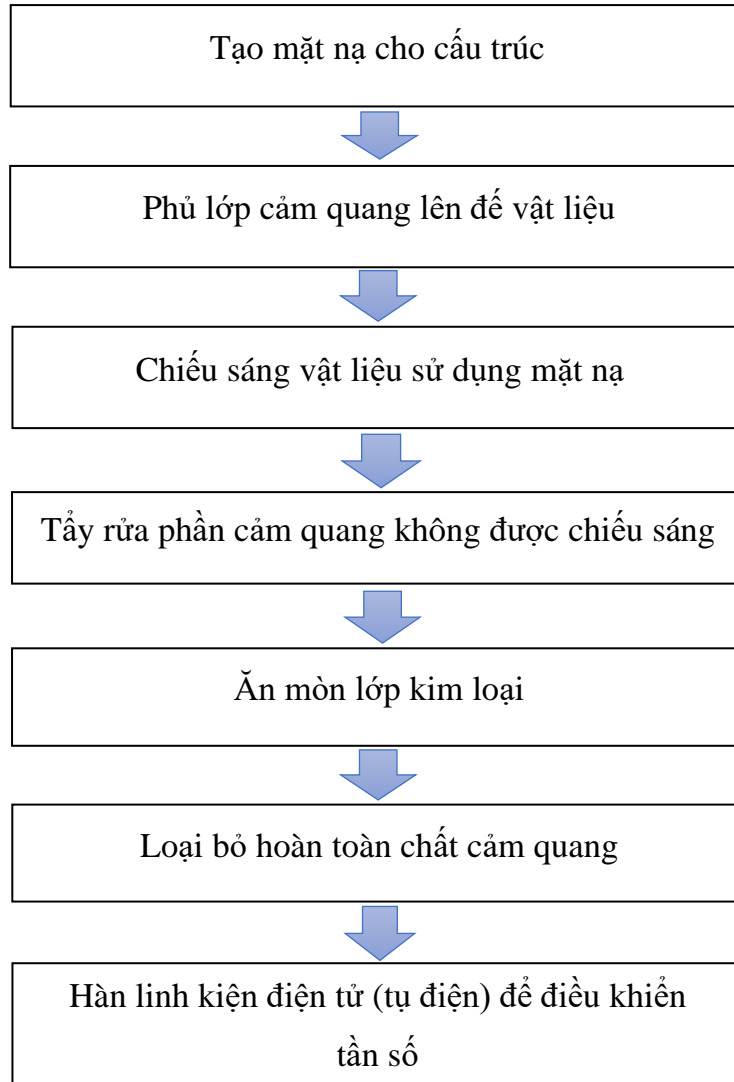 Tạo mặt nạ cho cấu trúc
Phủ lớp cảm quang lên đế vật liệu
Chiếu sáng vật liệu sử dụng mặt nạ
Tẩy rửa phần cảm quang không được chiếu sáng
Ăn mòn lớp kim loại
Loại bỏ hoàn toàn chất cảm quang
Hàn linh kiện điện tử (tụ điện) để điều khiển
tần số